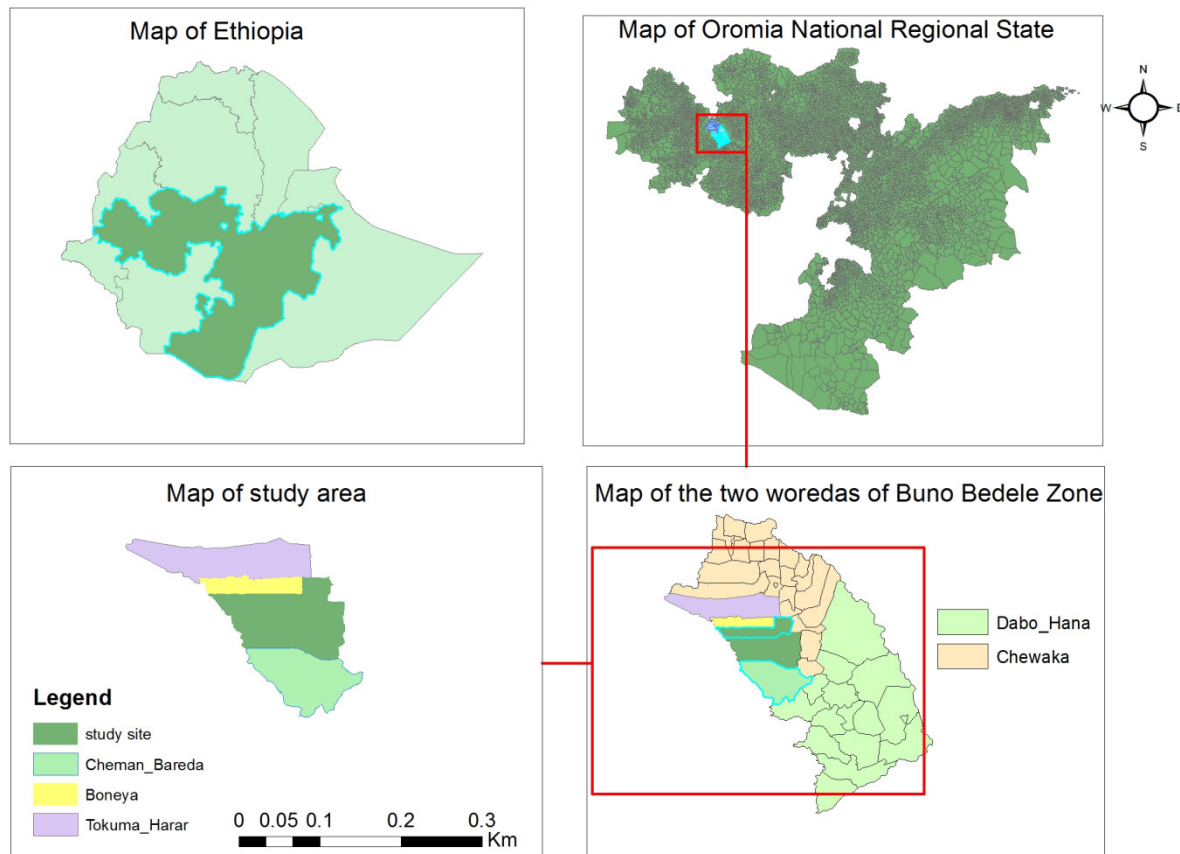 Map of Ethiopia
Map of Oromia National Regional State
N
W
E
S
Map of study area
Legend
study site
Cheman_Bareda
Boneya
Tokuma_Harar
0 0.05 0.1 0.2 0.3
Km
Map of the two woredas of Buno Bedele Zone
Dabo_Hana
Chewaka